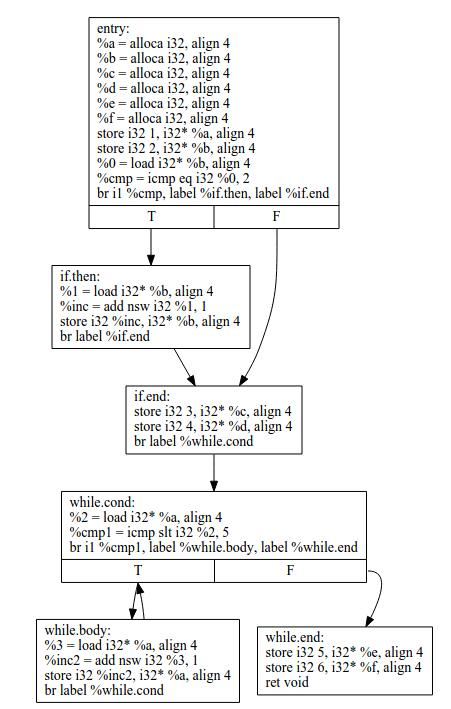 entry:
%a = alloca i32, align 4
%b = alloca i32, align 4
%c = alloca i32, align 4
%d = alloca i32, align 4
%e = alloca i32, align 4
%f = alloca i32, align 4
store i32 1, i32* %a, align 4
store i32 2, i32* %b, align 4
%0 = load i32* %b, align 4
%cmp = icmp eq i32 %0, 2
br i1 %cmp, label %if.then, label %if.end
T F
if.then:
%1 = load i32* %b, align 4
%inc = add nsw i32 %1, 1
store i32 %inc, i32* %b, align 4
br label %if.end
if.end:
store i32 3, i32* %c, align 4
store i32 4, i32* %d, align 4
br label %while.cond
while.cond:
%2 = load i32* %a, align 4
%cmp1 = icmp slt i32 %2, 5
br i1 %cmp1, label %while.body, label %while.end
T F
while.body:
%3 = load i32* %a, align 4
%inc2 = add nsw i32 %3, 1
store i32 %inc2, i32* %a, align 4
br label %while.cond
while.end:
store i32 5, i32* %e, align 4
store i32 6, i32* %f, align 4
ret void